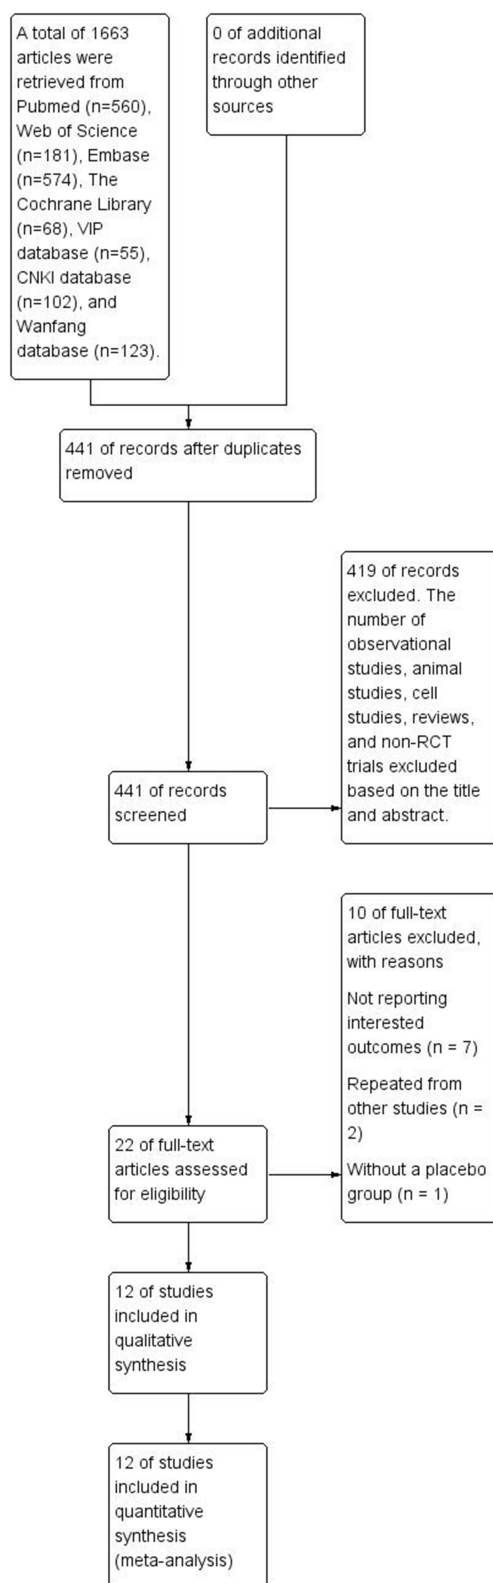 A total of 1663
articles were
retrieved from
Pubmed (n=560),
Web of Science
(n=181), Embase
(n=574), The
Cochrane Library
(n=68), VIP
database (n=55),
CNKI database
(n=102), and
Wanfang
database (n=123).
0 of additional
records identified
through other
sources
441 of records after duplicates
removed
419 of records
excluded. The
number of
observational
studies, animal
studies, cell
studies, reviews,
and non-RCT
trials excluded
based on the title
and abstract.
441 of records
screened
10 of full-text
articles excluded,
with reasons
Not reporting
interested
outcomes (n = 7)
Repeated from
other studies (n =
2)
Without a placebo
group (n = 1)
22 of full-text
articles assessed
for eligibility
12 of studies
included in
qualitative
synthesis
12 of studies
included in
quantitative
synthesis
(meta-analysis)